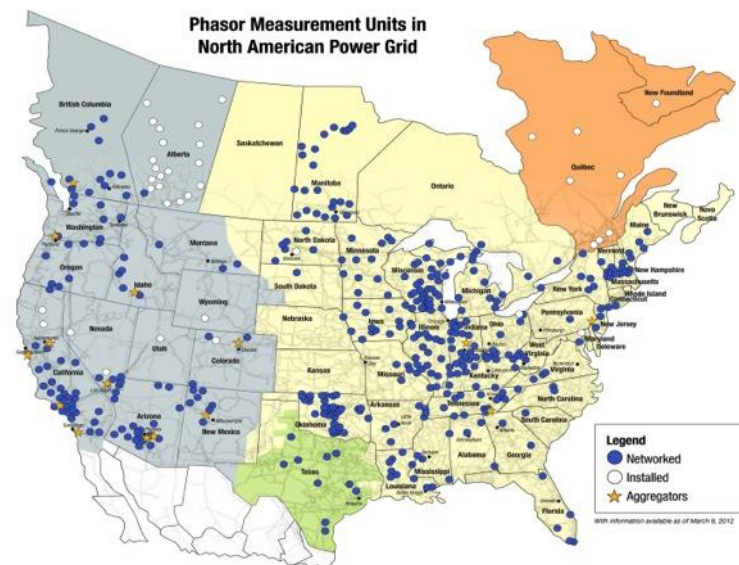 Phasor Measurement Units in
North American Power Grid
British Columbia
Alberta
Saskatchewan
Manitoba
Ontario
Québec
New Foundland
New
Brunswick
Nova
Scotia
Maine
Vermont
New Hampshire
Massachusetts
Rhode Island
Connecticut
New York
Washington
Montana
North Dakota
Minnesota
Wisconsin
Michigan
Oregon
Idaho
Wyoming
South Dakota
Iowa
Illinois
Indiana
Ohio
Pennsylvania
New Jersey
Maryland
Deleware
Nevada
Utah
Colorado
Nebraska
Kansas
Missouri
Kentucky
West
Virginia
Virginia
California
Arizona
New Mexico
Oklahoma
Arkansas
Tennessee
North Carolina
South Carolina
Texas
Louisiana
Mississippi
Alabama
Georgia
Florida
Legend
Networked
Installed
Aggregators
With information available as of March 6, 2012